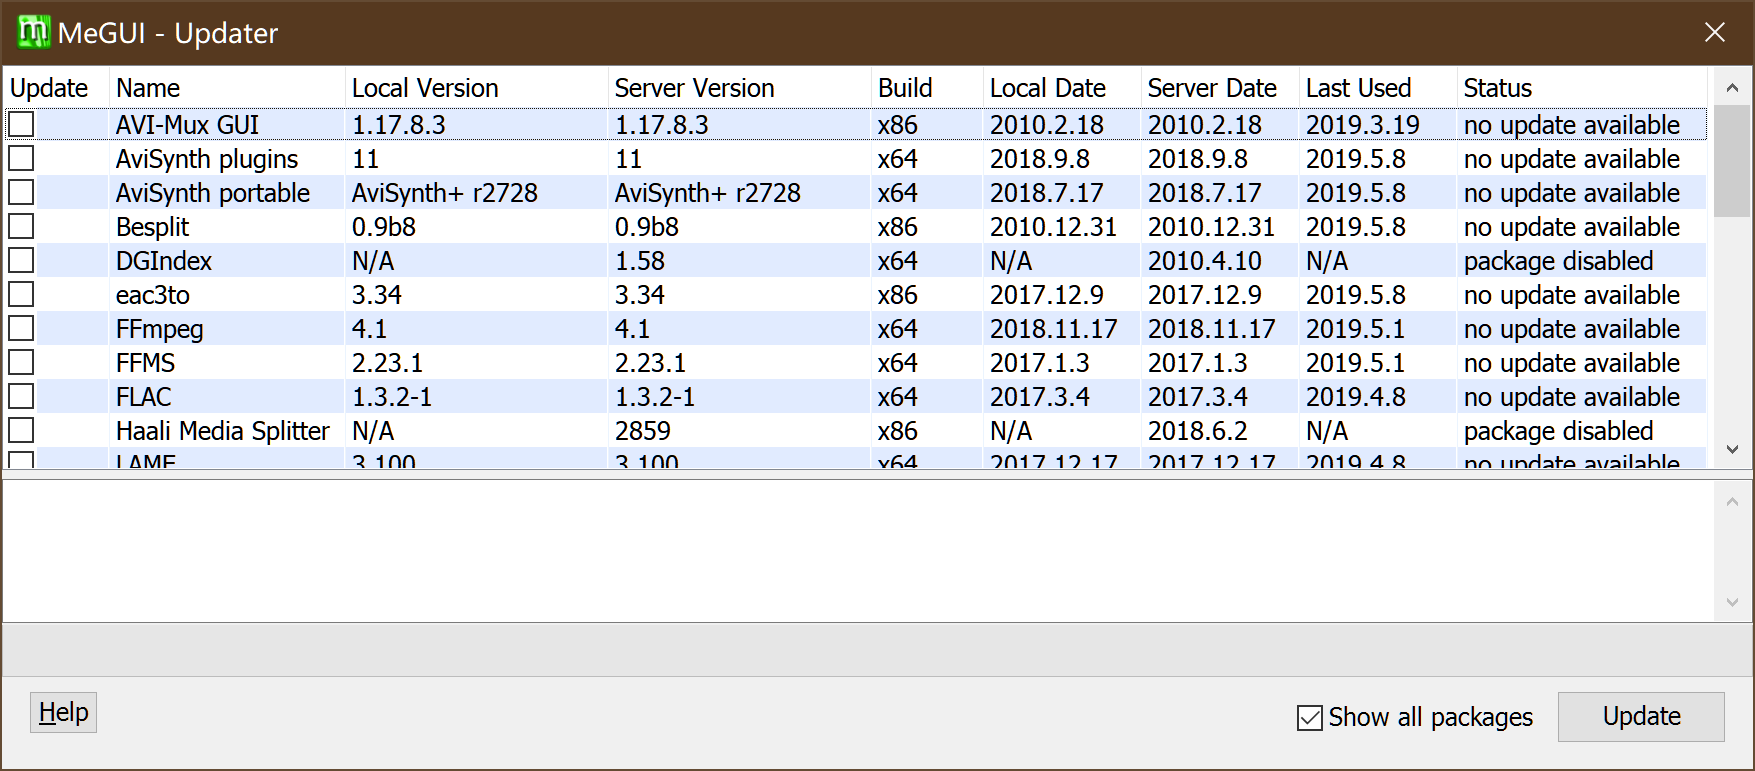 MeGUI - Updater
Update Name Local Version Server Version Build Local Date Server Date Last Used Status
AVI-Mux GUI 1.17.8.3 1.17.8.3 x86 2010.2.18 2010.2.18 2019.3.19 no update available
AviSynth plugins 11 11 x64 2018.9.8 2018.9.8 2019.5.8 no update available
AviSynth portable AviSynth+ r2728 AviSynth+ r2728 x64 2018.7.17 2018.7.17 2019.5.8 no update available
Besplit 0.9b8 0.9b8 x86 2010.12.31 2010.12.31 2019.5.8 no update available
DGIndex N/A 1.58 x64 N/A 2010.4.10 N/A package disabled
eac3to 3.34 3.34 x86 2017.12.9 2017.12.9 2019.5.8 no update available
FFmpeg 4.1 4.1 x64 2018.11.17 2018.11.17 2019.5.1 no update available
FFMS 2.23.1 2.23.1 x64 2017.1.3 2017.1.3 2019.5.1 no update available
FLAC 1.3.2-1 1.3.2-1 x64 2017.3.4 2017.3.4 2019.4.8 no update available
Haali Media Splitter N/A 2859 x86 N/A 2018.6.2 N/A package disabled
LAME 3.100 3.100 x64 2017.12.17 2017.12.17 2019.4.8 no update available
Help Show all packages Update